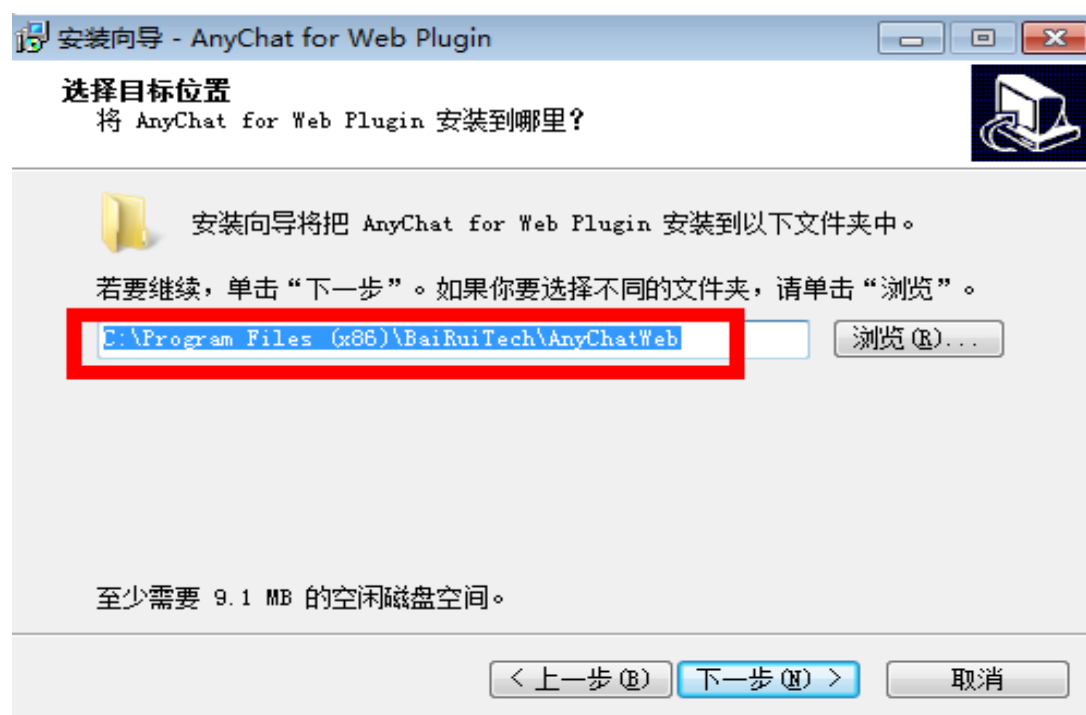 安装向导 - AnyChat for Web Plugin
选择目标位置
将 AnyChat for Web Plugin 安装到哪里?
安装向导将把 AnyChat for Web Plugin 安装到以下文件夹中。
若要继续，单击“下一步”。如果你要选择不同的文件夹，请单击“浏览”。
C:\Program Files (x86)\BaiRuiTech\AnyChatWeb
浏览(R)...
至少需要 9.1 MB 的空闲磁盘空间。
< 上一步(B) 下一步(N) > 取消